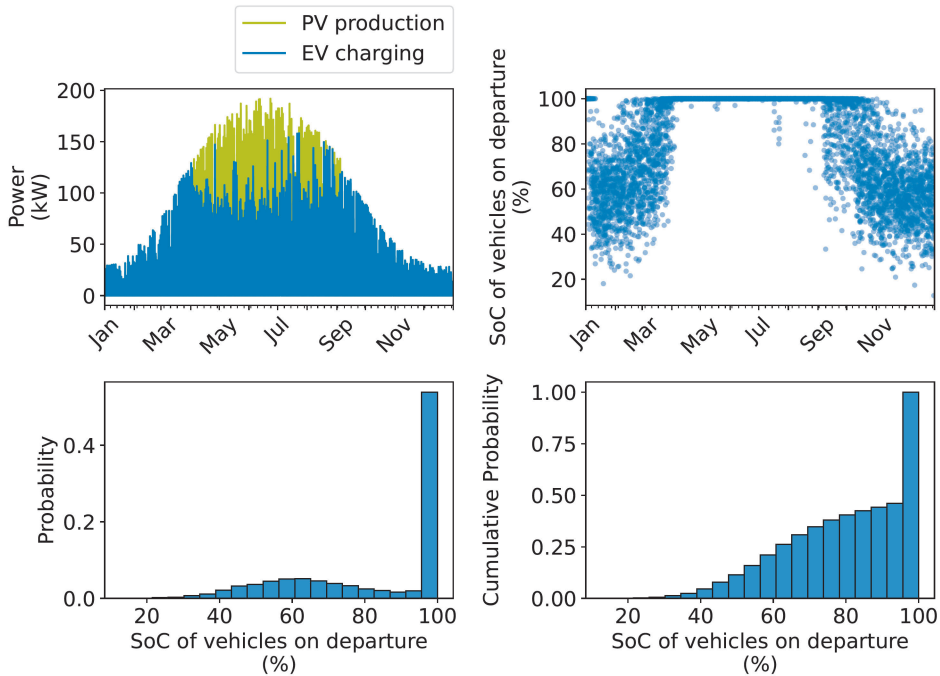 PV production
EV charging
Power
(kW)
200
150
100
50
0
Jan
Mar
May
Jul
Sep
Nov
SoC of vehicles on departure
(%)
100
80
60
40
20
Jan
Mar
May
Jul
Sep
Nov
Probability
0.4
0.2
0.0
20
40
60
80
100
SoC of vehicles on departure
(%)
Cumulative Probability
1.00
0.75
0.50
0.25
0.00
20
40
60
80
100
SoC of vehicles on departure
(%)